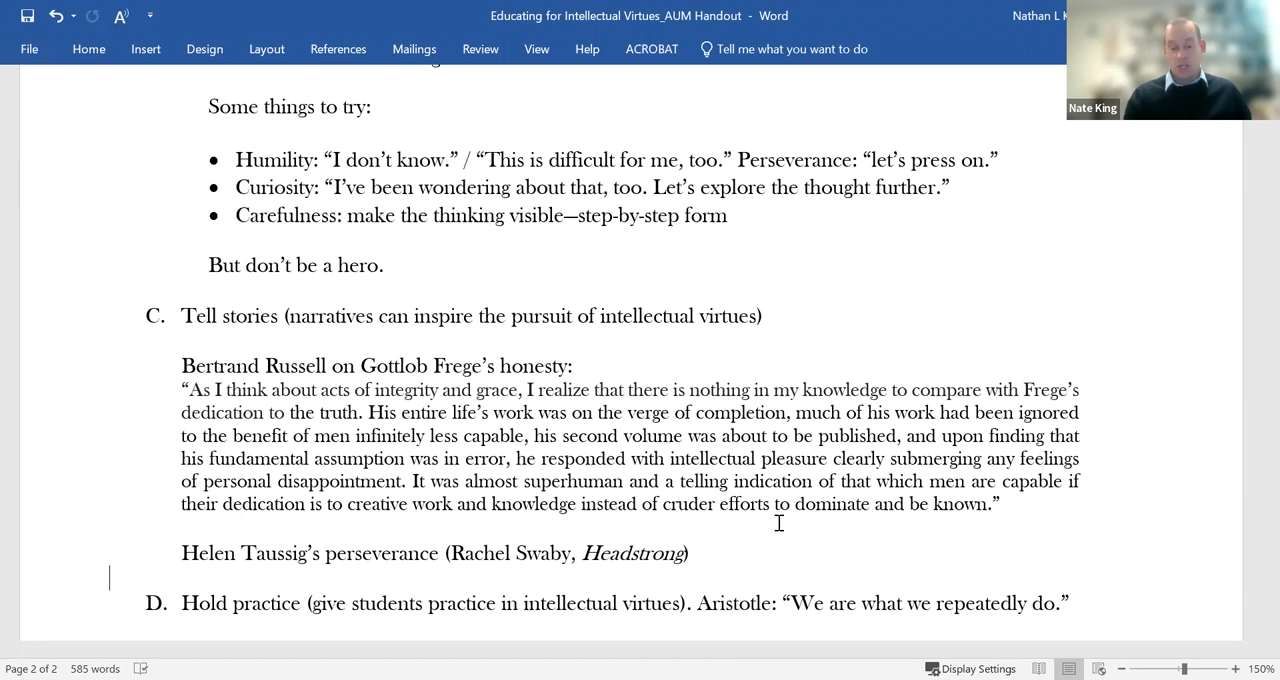 Educating for Intellectual Virtues_AUM Handout - Word
Nathan L K
File Home Insert Design Layout References Mailings Review View Help ACROBAT Tell me what you want to do
Nate King
Some things to try:
• Humility: “I don’t know.” / “This is difficult for me, too.” Perseverance: “let’s press on.”
• Curiosity: “I’ve been wondering about that, too. Let’s explore the thought further.”
• Carefulness: make the thinking visible—step-by-step form
But don’t be a hero.
C. Tell stories (narratives can inspire the pursuit of intellectual virtues)
Bertrand Russell on Gottlob Frege’s honesty:
“As I think about acts of integrity and grace, I realize that there is nothing in my knowledge to compare with Frege’s
dedication to the truth. His entire life’s work was on the verge of completion, much of his work had been ignored
to the benefit of men infinitely less capable, his second volume was about to be published, and upon finding that
his fundamental assumption was in error, he responded with intellectual pleasure clearly submerging any feelings
of personal disappointment. It was almost superhuman and a telling indication of that which men are capable if
their dedication is to creative work and knowledge instead of cruder efforts to dominate and be known.”
Helen Taussig’s perseverance (Rachel Swaby, Headstrong)
D. Hold practice (give students practice in intellectual virtues). Aristotle: “We are what we repeatedly do.”
Page 2 of 2 585 words Display Settings 150%